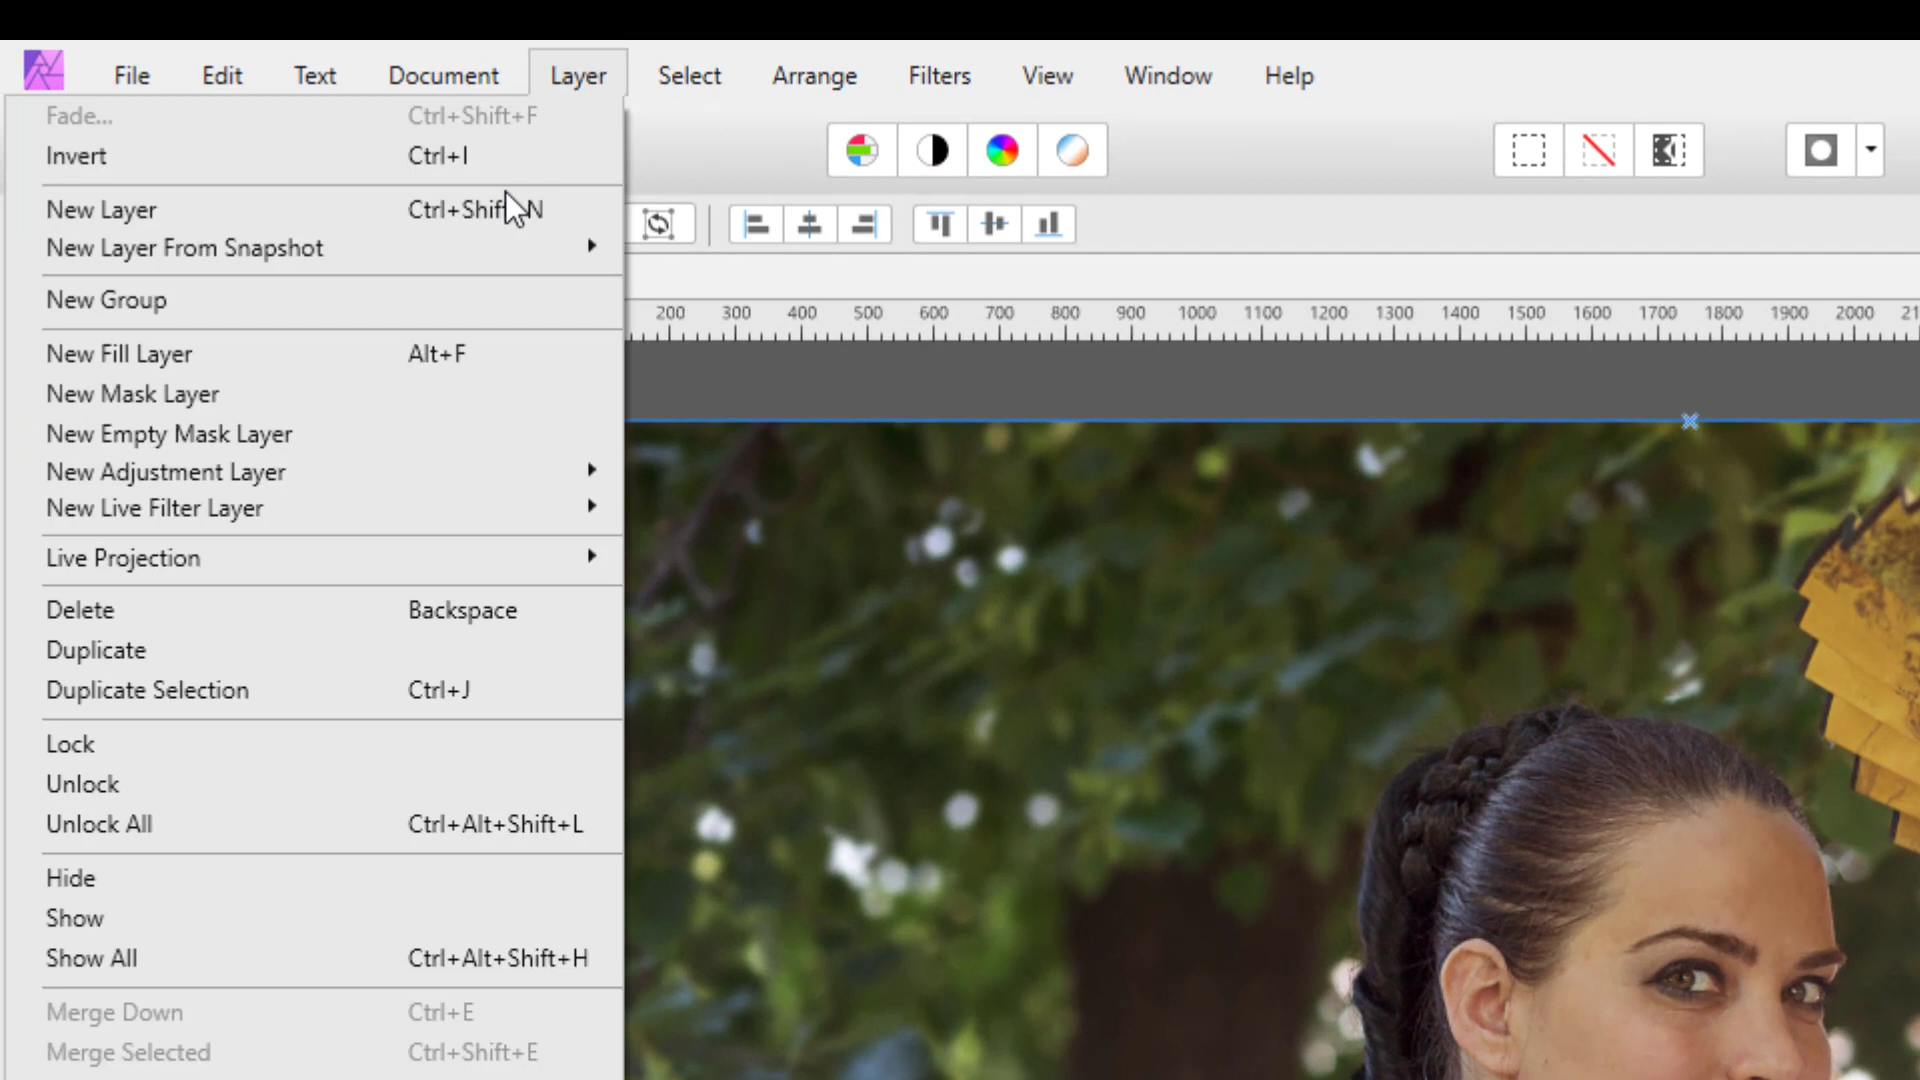 File Edit Text Document Layer Select Arrange Filters View Window Help
Fade... Ctrl+Shift+F
Invert Ctrl+I
New Layer Ctrl+Shift+N
New Layer From Snapshot
New Group
200 300 400 500 600 700 800 900 1000 1100 1200 1300 1400 1500 1600 1700 1800 1900 2000 21
New Fill Layer Alt+F
New Mask Layer
New Empty Mask Layer
New Adjustment Layer
New Live Filter Layer
Live Projection
Delete Backspace
Duplicate
Duplicate Selection Ctrl+J
Lock
Unlock
Unlock All Ctrl+Alt+Shift+L
Hide
Show
Show All Ctrl+Alt+Shift+H
Merge Down Ctrl+E
Merge Selected Ctrl+Shift+E